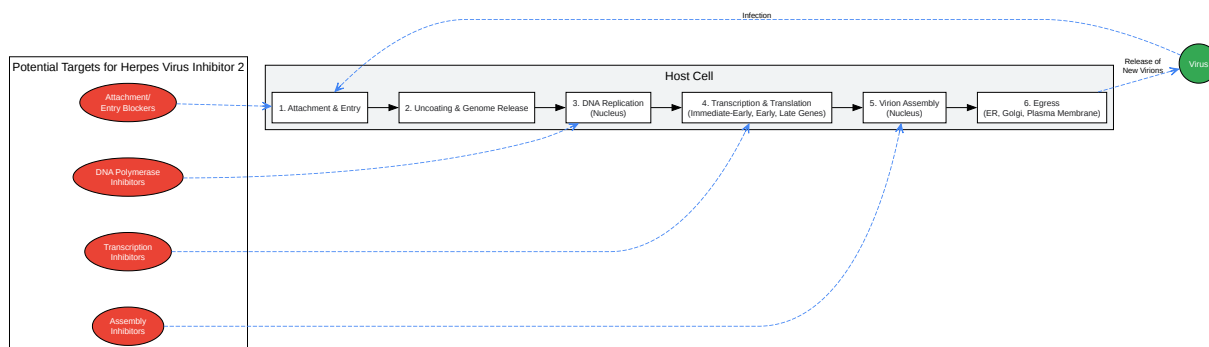 Infection
Potential Targets for Herpes Virus Inhibitor 2
Attachment/
Entry Blockers
DNA Polymerase
Inhibitors
Transcription
Inhibitors
Assembly
Inhibitors
Host Cell
1. Attachment & Entry
2. Uncoating & Genome Release
3. DNA Replication
(Nucleus)
4. Transcription & Translation
(Immediate-Early, Early, Late Genes)
5. Virion Assembly
(Nucleus)
6. Egress
(ER, Golgi, Plasma Membrane)
Release of
New Virions
Virus